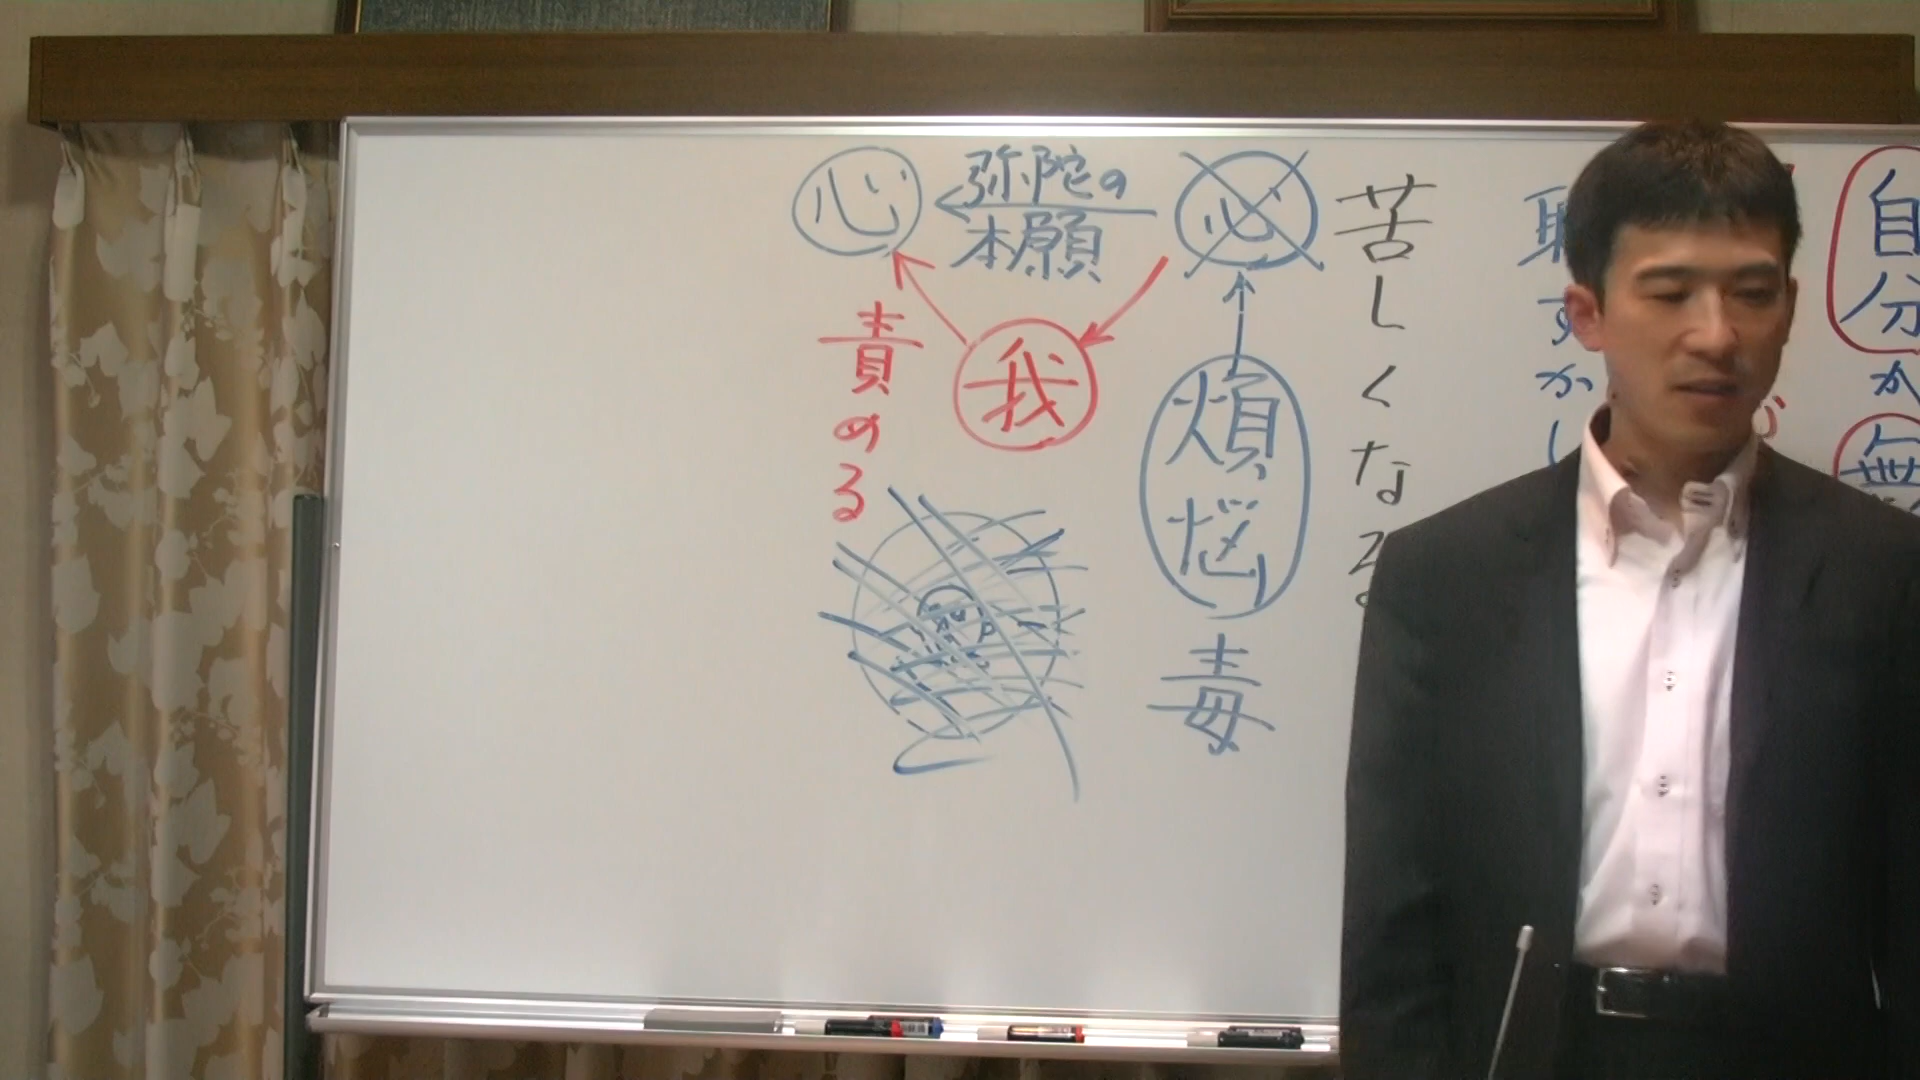 自分か
無
恥ずかし
苦しくなる
心
煩悩
毒
弥陀の
本願
我
心
責める